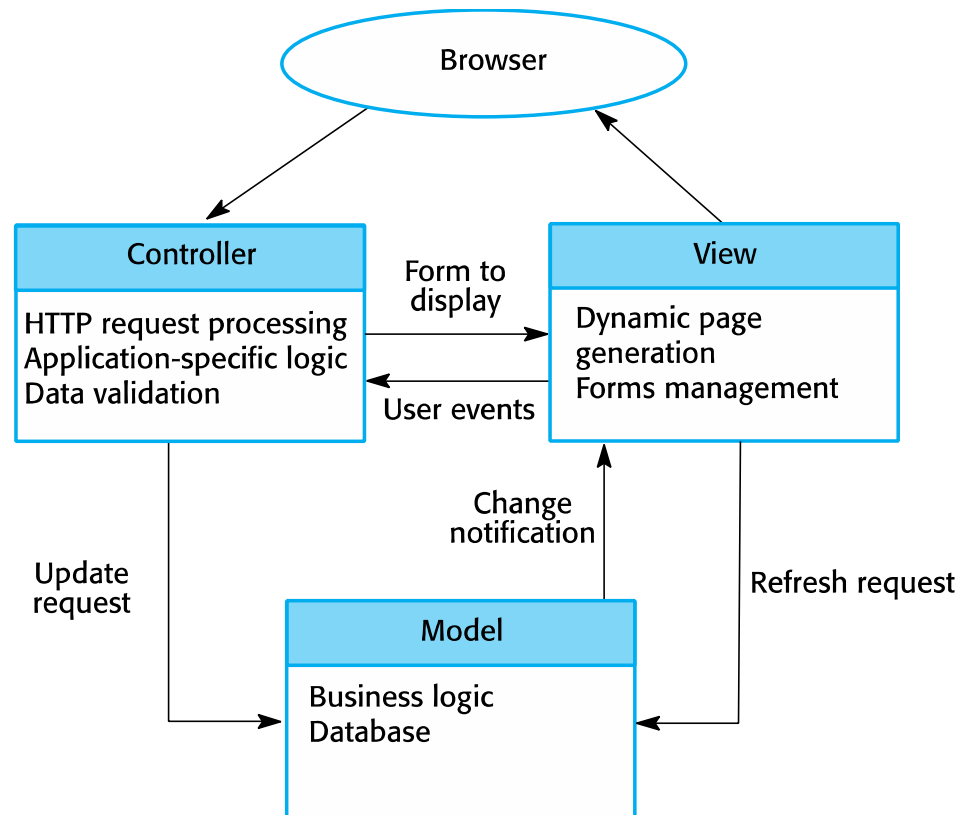 Browser
Controller
HTTP request processing
Application-specific logic
Data validation
Form to
display
User events
View
Dynamic page
generation
Forms management
Update
request
Change
notification
Refresh request
Model
Business logic
Database